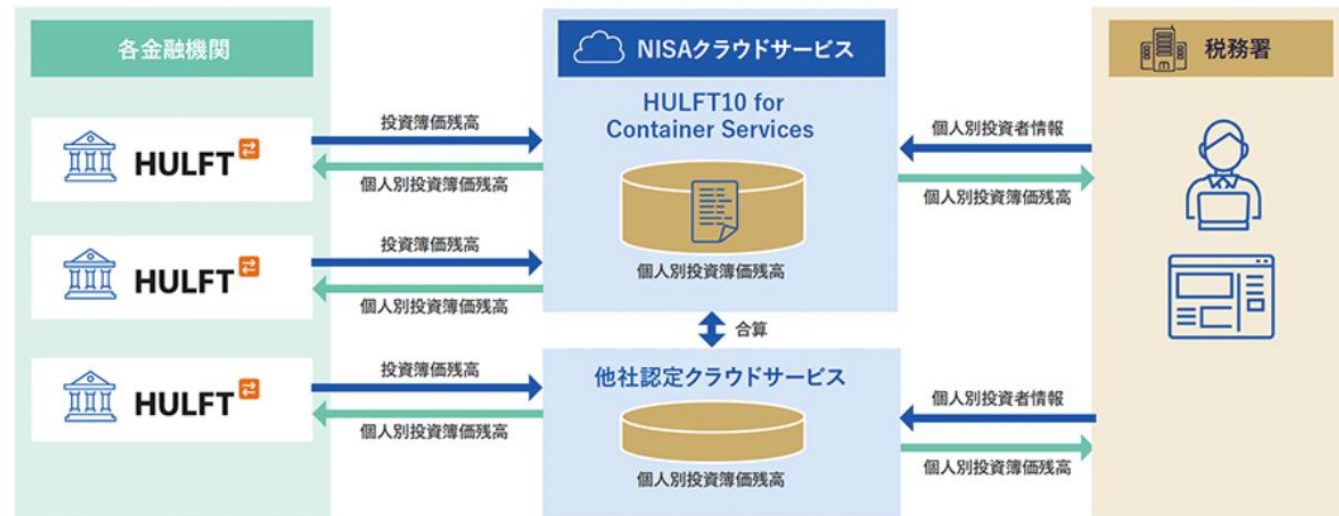 各金融機関
HULFT
HULFT
HULFT
投資簿価残高
個人別投資簿価残高
投資簿価残高
個人別投資簿価残高
投資簿価残高
個人別投資簿価残高
NISAクラウドサービス
HULFT10 for
Container Services
個人別投資簿価残高
合算
他社認定クラウドサービス
個人別投資簿価残高
個人別投資者情報
個人別投資簿価残高
個人別投資者情報
個人別投資簿価残高
税務署